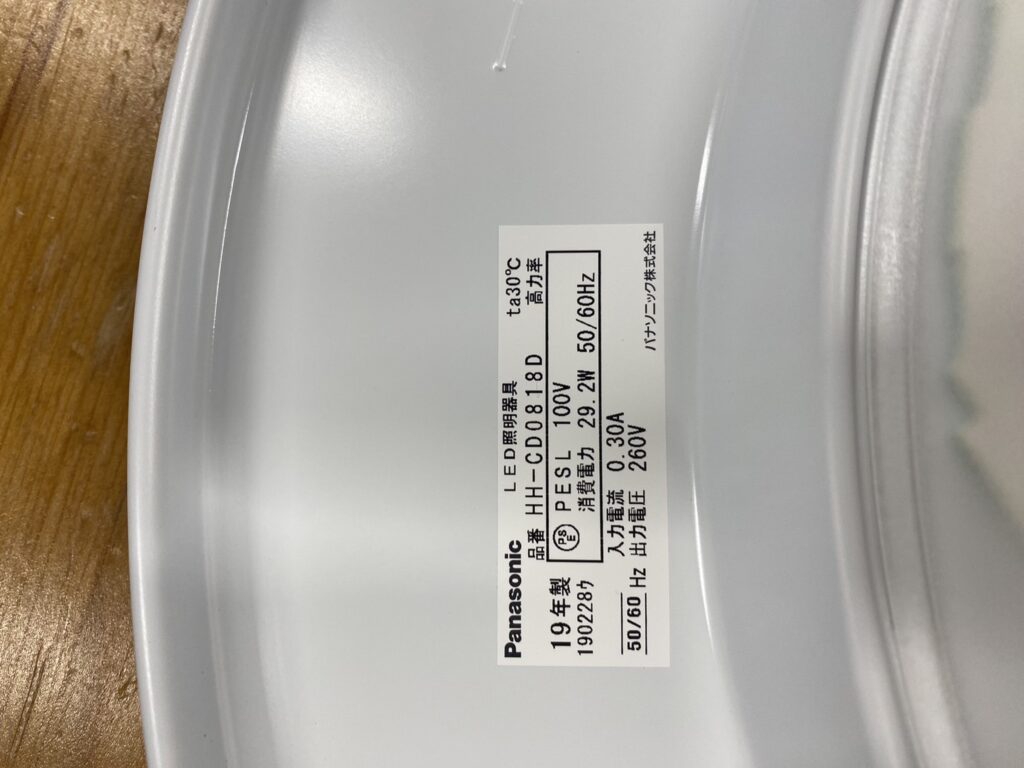 Panasonic LED照明器具 ta30℃
品番 HH-CD0818D 高力率
19年製
190228ウ
PSE PESL 100V
消費電力 29.2W 50/60Hz
50/60 Hz
入力電流 0.30A
出力電圧 260V
パナソニック株式会社